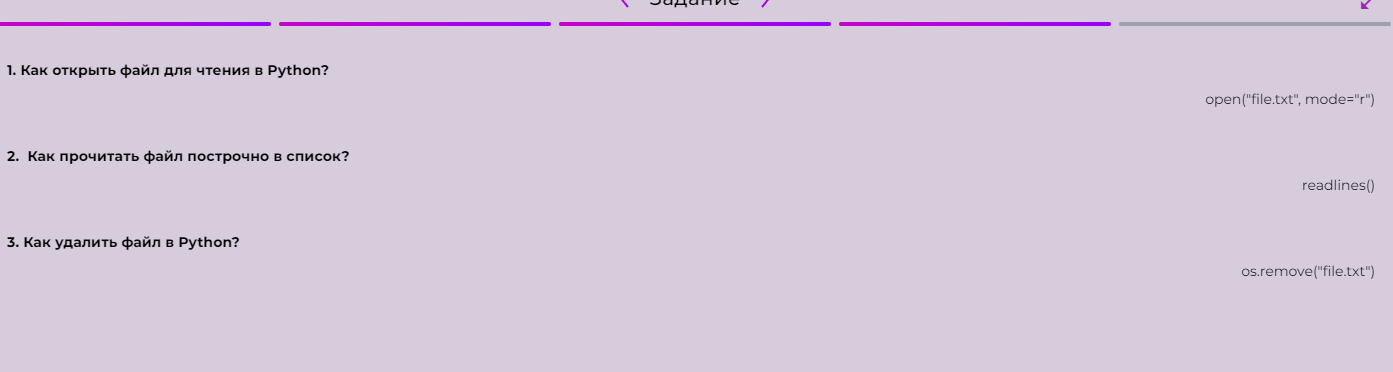 Задание
1. Как открыть файл для чтения в Python?
open("file.txt", mode="r")
2. Как прочитать файл построчно в список?
readlines()
3. Как удалить файл в Python?
os.remove("file.txt")